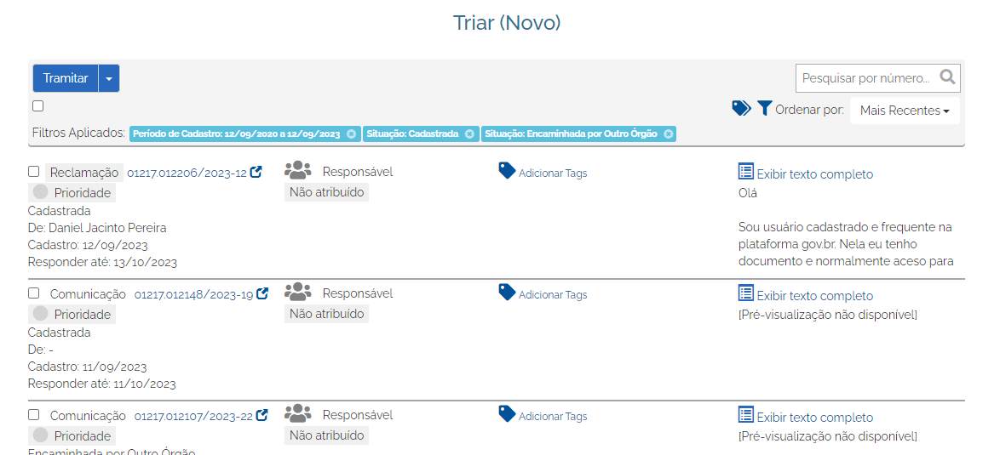 Triar (Novo)
Tramitar
Pesquisar por número...
Ordenar por: Mais Recentes
Filtros Aplicados: Período de Cadastro: 12/09/2020 a 12/09/2023 Situação: Cadastrada Situação: Encaminhada por Outro Órgão
Reclamação 01217.012206/2023-12
Prioridade
Cadastrada
De: Daniel Jacinto Pereira
Cadastro: 12/09/2023
Responder até: 13/10/2023
Responsável
Não atribuído
Adicionar Tags
Exibir texto completo
Olá
Sou usuário cadastrado e frequente na
plataforma gov.br. Nela eu tenho
documento e normalmente aceso para
Comunicação 01217.012148/2023-19
Prioridade
Cadastrada
De: -
Cadastro: 11/09/2023
Responder até: 11/10/2023
Responsável
Não atribuído
Adicionar Tags
Exibir texto completo
[Pré-visualização não disponível]
Comunicação 01217.012107/2023-22
Prioridade
Encaminhada por Outro Órgão
Responsável
Não atribuído
Adicionar Tags
Exibir texto completo
[Pré-visualização não disponível]